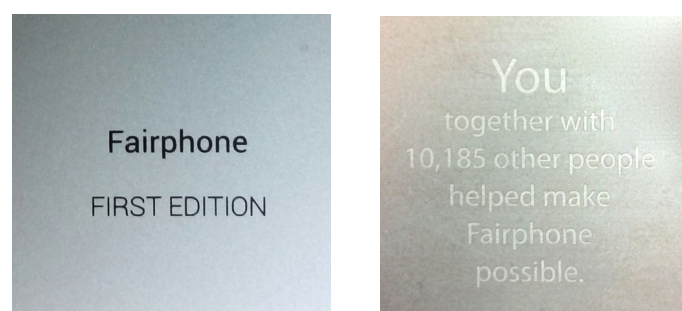 Fairphone
FIRST EDITION
You
together with
10,185 other people
helped make
Fairphone
possible.